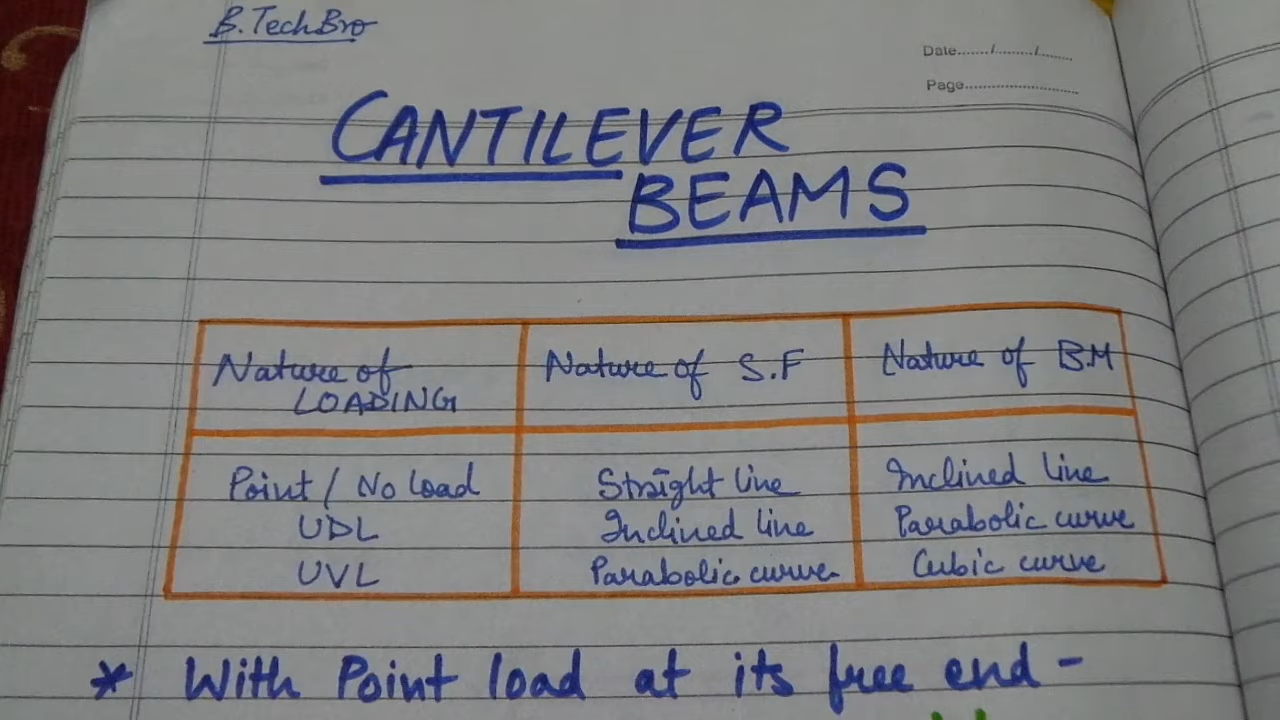 B.TechBro
Date......./......../........
Page.............................
CANTILEVER
BEAMS
Nature of LOADING Nature of S.F Nature of B.M
Point / No load Straight line Inclined line
UDL Inclined line Parabolic curve
UVL Parabolic curve Cubic curve
* With Point load at its free end -